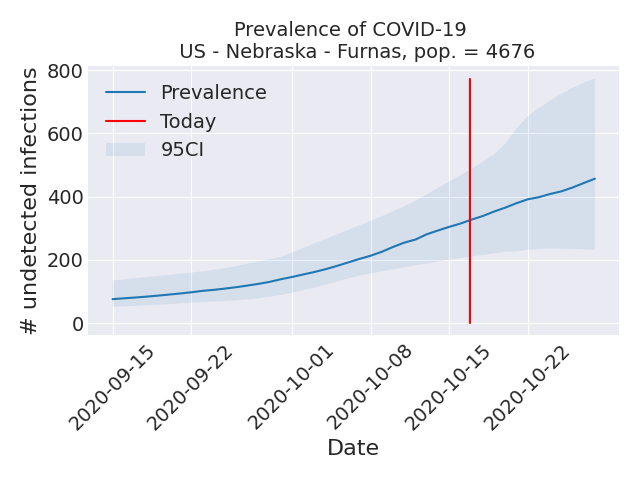 Prevalence of COVID-19
US - Nebraska - Furnas, pop. = 4676
# undetected infections
800
600
400
200
0
Prevalence
Today
95CI
2020-09-15
2020-09-22
2020-10-01
2020-10-08
2020-10-15
2020-10-22
Date